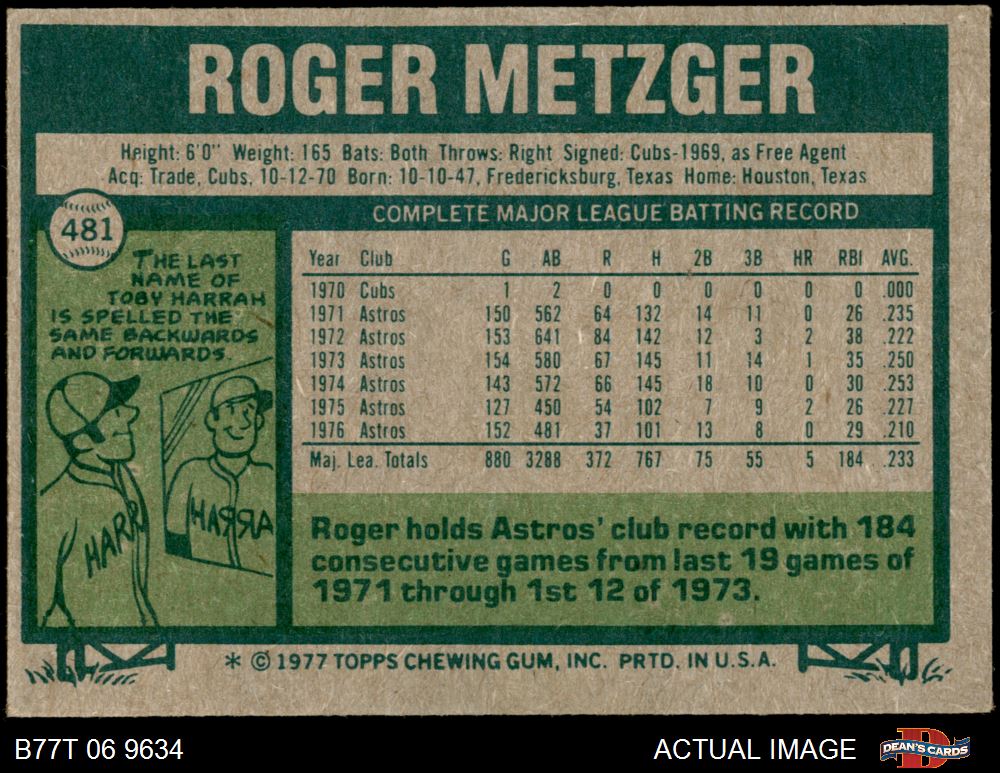 ROGER METZGER
Height: 6'0" Weight: 165 Bats: Both Throws: Right Signed: Cubs-1969, as Free Agent
Acq: Trade, Cubs, 10-12-70 Born: 10-10-47, Fredericksburg, Texas Home: Houston, Texas
481
THE LAST
NAME OF
TOBY HARRAH
IS SPELLED THE
SAME BACKWARDS
AND FORWARDS.
HARR
HARRA
COMPLETE MAJOR LEAGUE BATTING RECORD
Year Club G AB R H 2B 3B HR RBI AVG.
1970 Cubs 1 2 0 0 0 0 0 0 .000
1971 Astros 150 562 64 132 14 11 0 26 .235
1972 Astros 153 641 84 142 12 3 2 38 .222
1973 Astros 154 580 67 145 11 14 1 35 .250
1974 Astros 143 572 66 145 18 10 0 30 .253
1975 Astros 127 450 54 102 7 9 2 26 .227
1976 Astros 152 481 37 101 13 8 0 29 .210
Maj. Lea. Totals 880 3288 372 767 75 55 5 184 .233
Roger holds Astros' club record with 184
consecutive games from last 19 games of
1971 through 1st 12 of 1973.
* © 1977 TOPPS CHEWING GUM, INC. PRTD. IN U.S.A.
B77T 06 9634
ACTUAL IMAGE
DEAN'S CARDS